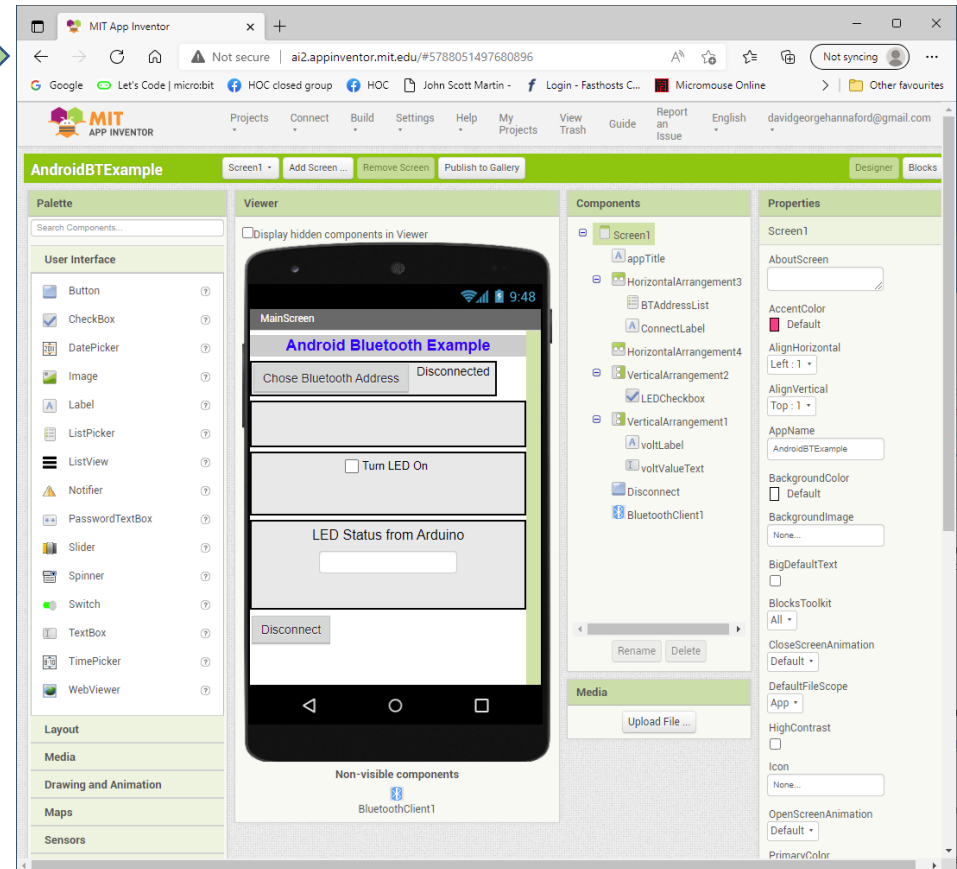 MIT App Inventor
Not secure ai2.appinventor.mit.edu/#5788051497680896 Not syncing
Google Let's Code | micro:bit HOC closed group HOC John Scott Martin - Login - Fasthosts C... Micromouse Online Other favourites
MIT APP INVENTOR
Projects Connect Build Settings Help My Projects View Trash Guide Report an Issue English davidgeorgehannaford@gmail.com
AndroidBTExample Screen1 Add Screen ... Remove Screen Publish to Gallery Designer Blocks
Palette
Search Components...
User Interface
Button
CheckBox
DatePicker
Image
Label
ListPicker
ListView
Notifier
PasswordTextBox
Slider
Spinner
Switch
TextBox
TimePicker
WebViewer
Layout
Media
Drawing and Animation
Maps
Sensors
Viewer
Display hidden components in Viewer
9:48
MainScreen
Android Bluetooth Example
Chose Bluetooth Address Disconnected
Turn LED On
LED Status from Arduino
Disconnect
Non-visible components
BluetoothClient1
Components
Screen1
appTitle
HorizontalArrangement3
BTAddressList
ConnectLabel
HorizontalArrangement4
VerticalArrangement2
LEDCheckbox
VerticalArrangement1
voltLabel
voltValueText
Disconnect
BluetoothClient1
Rename Delete
Media
Upload File ...
Properties
Screen1
AboutScreen
AccentColor
Default
AlignHorizontal
Left : 1
AlignVertical
Top : 1
AppName
AndroidBTExample
BackgroundColor
Default
BackgroundImage
None...
BigDefaultText
BlocksToolkit
All
CloseScreenAnimation
Default
DefaultFileScope
App
HighContrast
Icon
None...
OpenScreenAnimation
Default
PrimaryColor